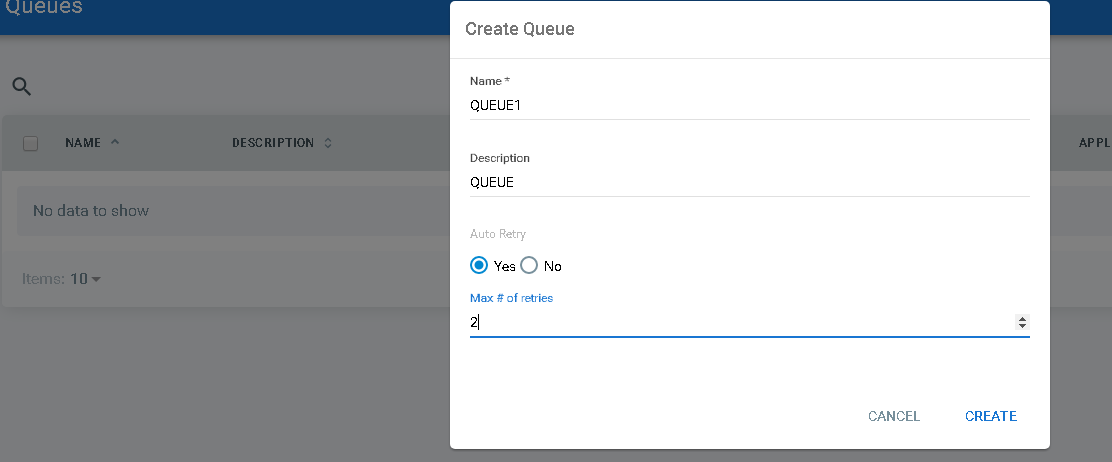 Queues
Create Queue
Name *
QUEUE1
NAME
DESCRIPTION
APPL
Description
QUEUE
No data to show
Auto Retry
Yes No
Items: 10
Max # of retries
2
CANCEL CREATE